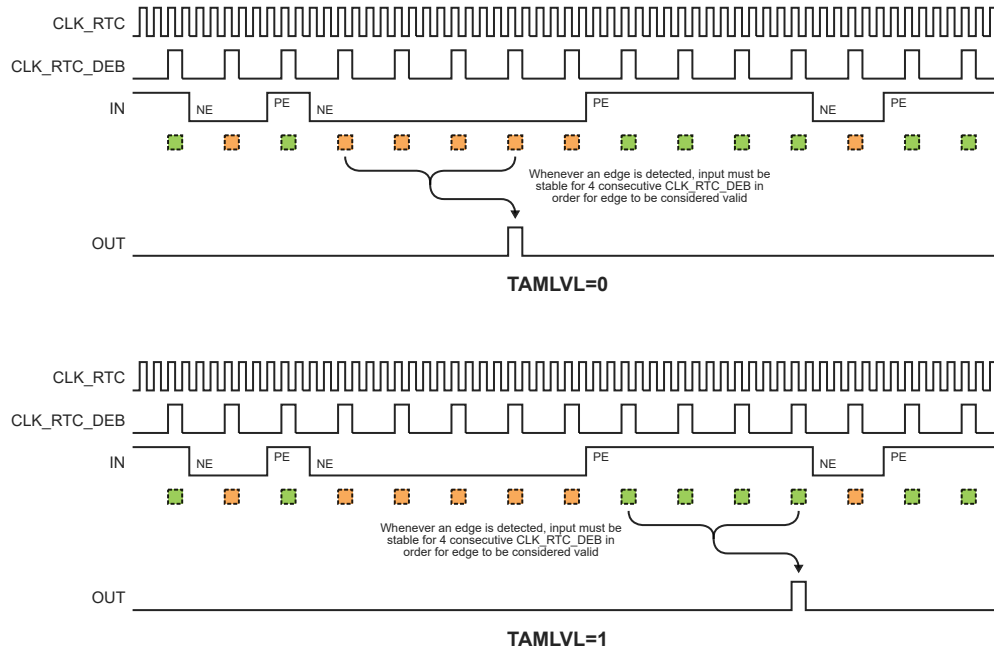 CLK_RTC
CLK_RTC_DEB
IN
NE
PE
NE
PE
NE
PE
Whenever an edge is detected, input must be
stable for 4 consecutive CLK_RTC_DEB in
order for edge to be considered valid
OUT
TAMLVL=0
CLK_RTC
CLK_RTC_DEB
IN
NE
PE
NE
PE
NE
PE
Whenever an edge is detected, input must be
stable for 4 consecutive CLK_RTC_DEB in
order for edge to be considered valid
OUT
TAMLVL=1